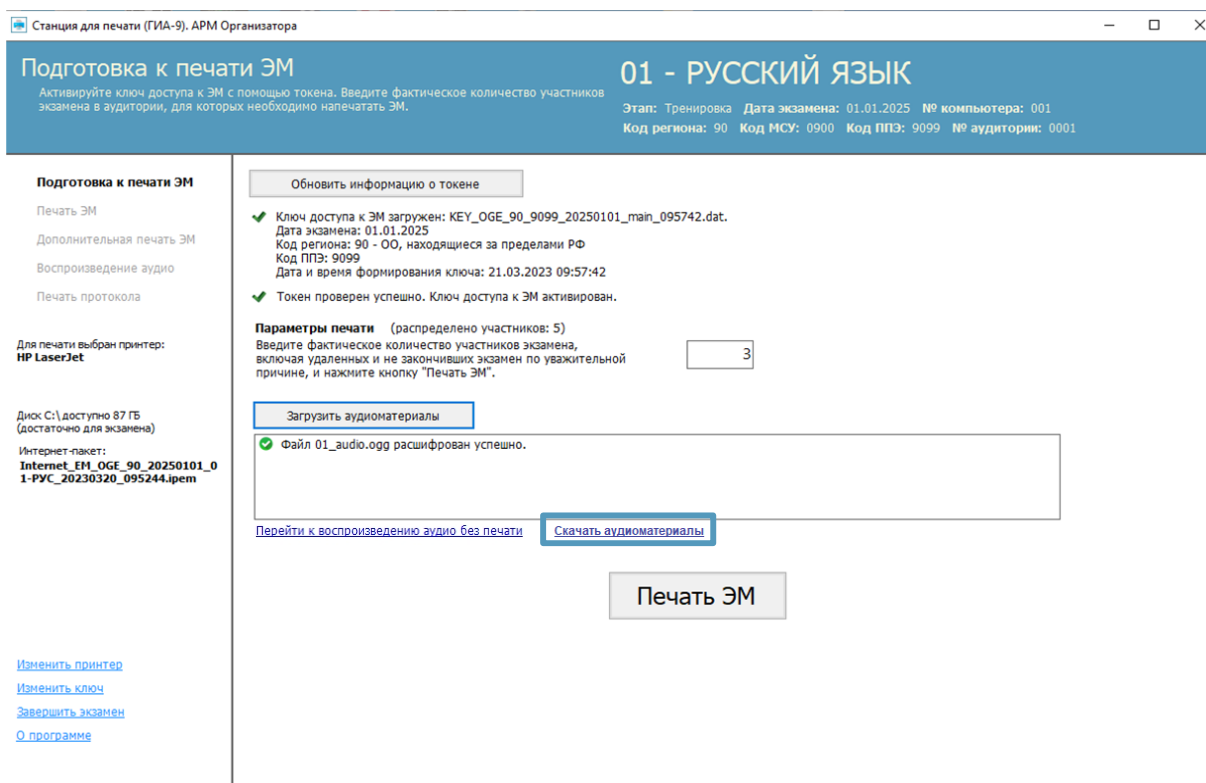 Станция для печати (ГИА-9). АРМ Организатора
Подготовка к печати ЭМ
Активируйте ключ доступа к ЭМ с помощью токена. Введите фактическое количество участников
экзамена в аудитории, для которых необходимо напечатать ЭМ.
01 - РУССКИЙ ЯЗЫК
Этап: Тренировка Дата экзамена: 01.01.2025 № компьютера: 001
Код региона: 90 Код МСУ: 0900 Код ППЭ: 9099 № аудитории: 0001
Подготовка к печати ЭМ
Печать ЭМ
Дополнительная печать ЭМ
Воспроизведение аудио
Печать протокола
Для печати выбран принтер:
HP LaserJet
Диск C:\ доступно 87 ГБ
(достаточно для экзамена)
Интернет-пакет:
Internet_EM_OGE_90_20250101_0
1-РУС_20230320_095244.ipem
Изменить принтер
Изменить ключ
Завершить экзамен
О программе
Обновить информацию о токене
Ключ доступа к ЭМ загружен: KEY_OGE_90_9099_20250101_main_095742.dat.
Дата экзамена: 01.01.2025
Код региона: 90 - ОО, находящиеся за пределами РФ
Код ППЭ: 9099
Дата и время формирования ключа: 21.03.2023 09:57:42
Токен проверен успешно. Ключ доступа к ЭМ активирован.
Параметры печати (распределено участников: 5)
Введите фактическое количество участников экзамена,
включая удаленных и не закончивших экзамен по уважительной
причине, и нажмите кнопку "Печать ЭМ".
3
Загрузить аудиоматериалы
Файл 01_audio.ogg расшифрован успешно.
Перейти к воспроизведению аудио без печати Скачать аудиоматериалы
Печать ЭМ